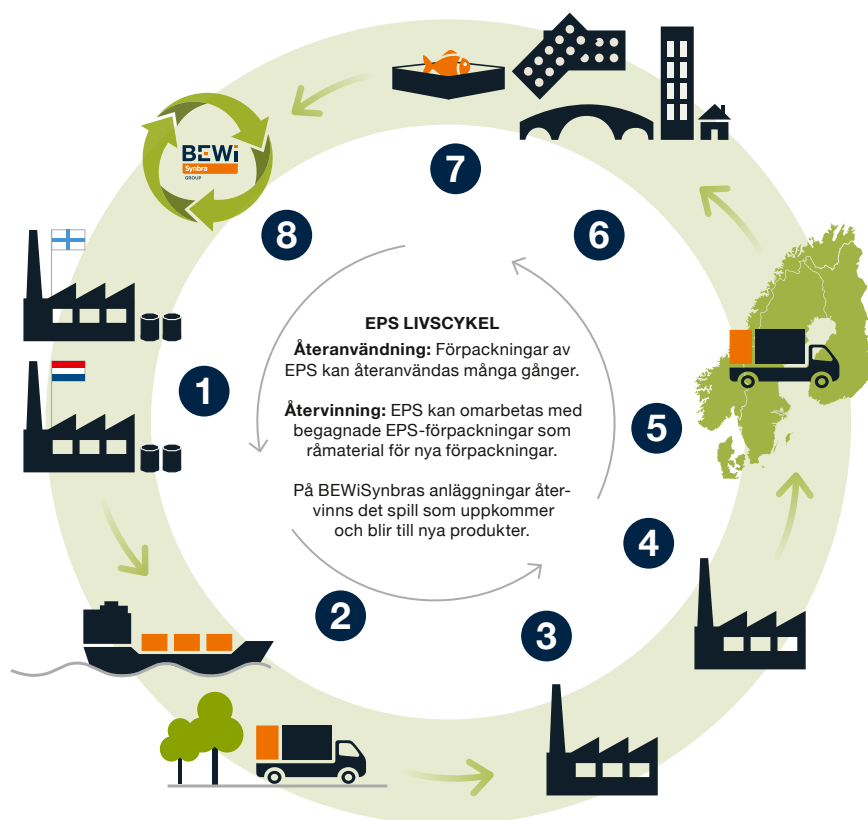 BEWi
Synbra
GROUP
7
8
6
1
5
4
2
3
EPS LIVSCYKEL
Återanvändning: Förpackningar av
EPS kan återanvändas många gånger.
Återvinning: EPS kan omarbetas med
begagnade EPS-förpackningar som
råmaterial för nya förpackningar.
På BEWiSynbras anläggningar åter-
vinns det spill som uppkommer
och blir till nya produkter.